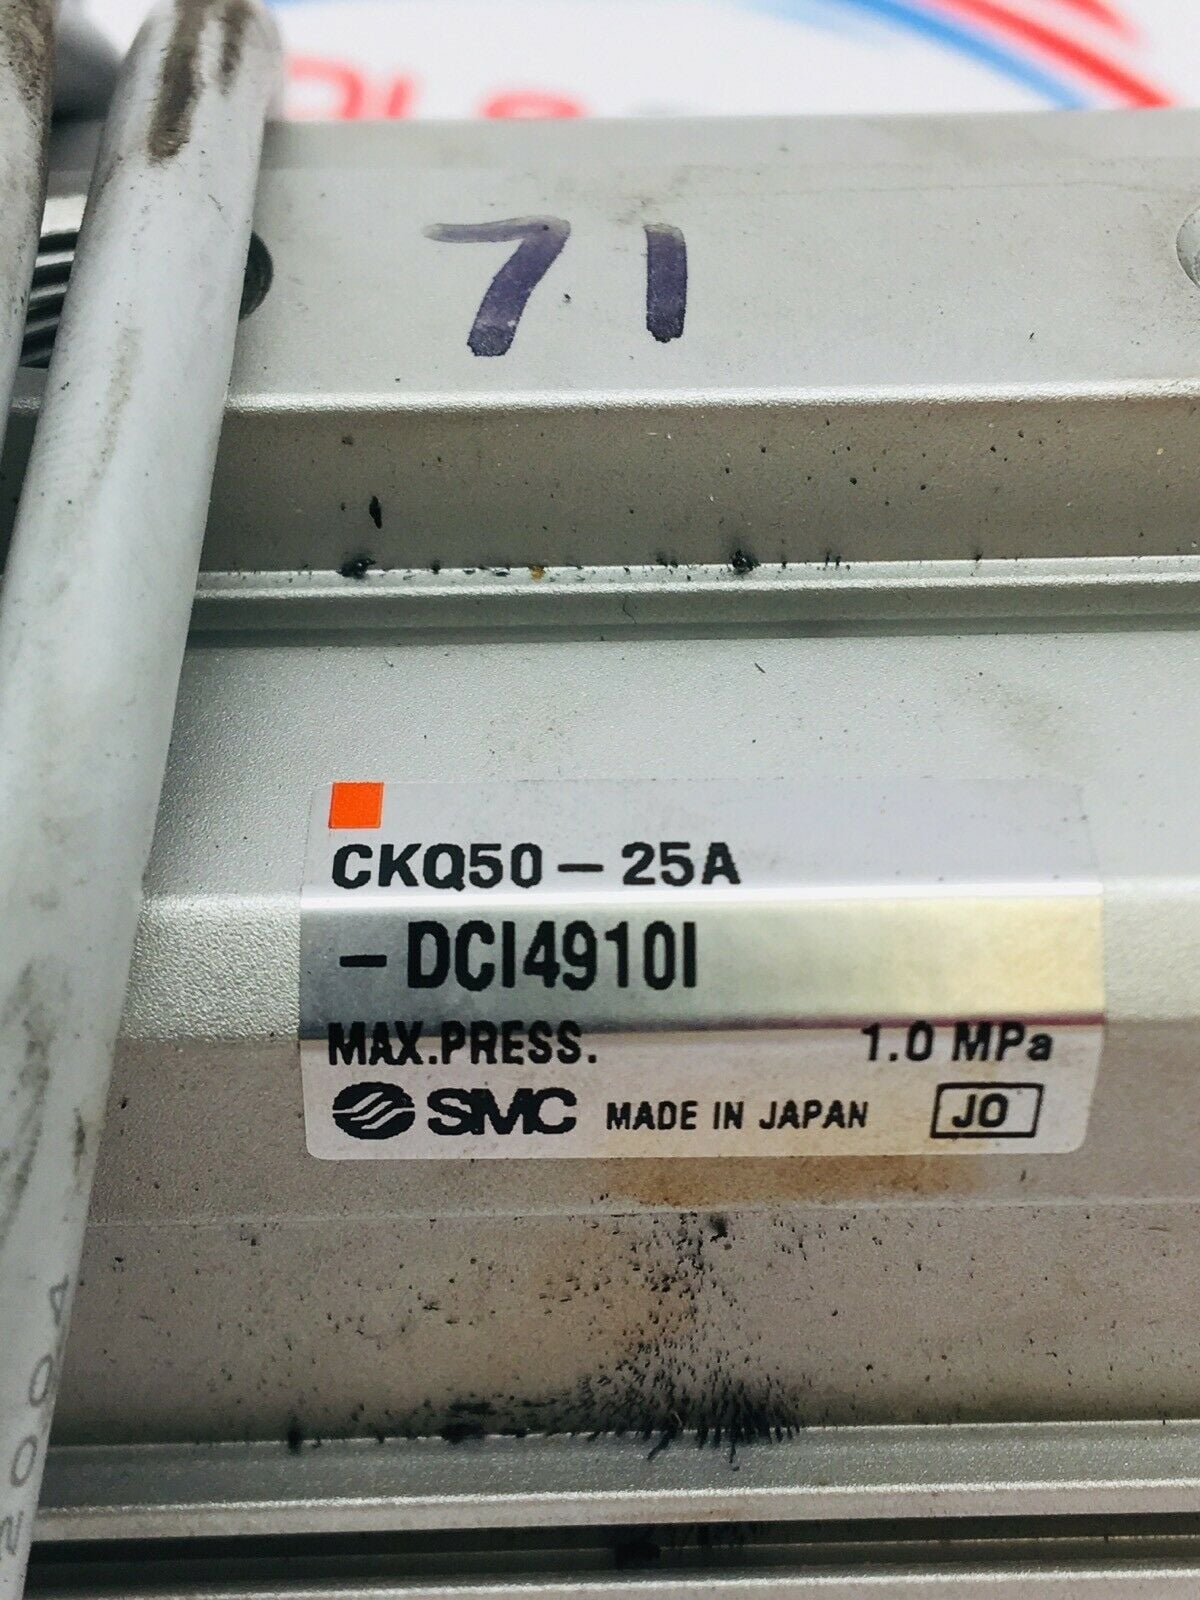 71
CKQ50-25A
-DCI4910I
MAX.PRESS. 1.0 MPa
SMC MADE IN JAPAN JO